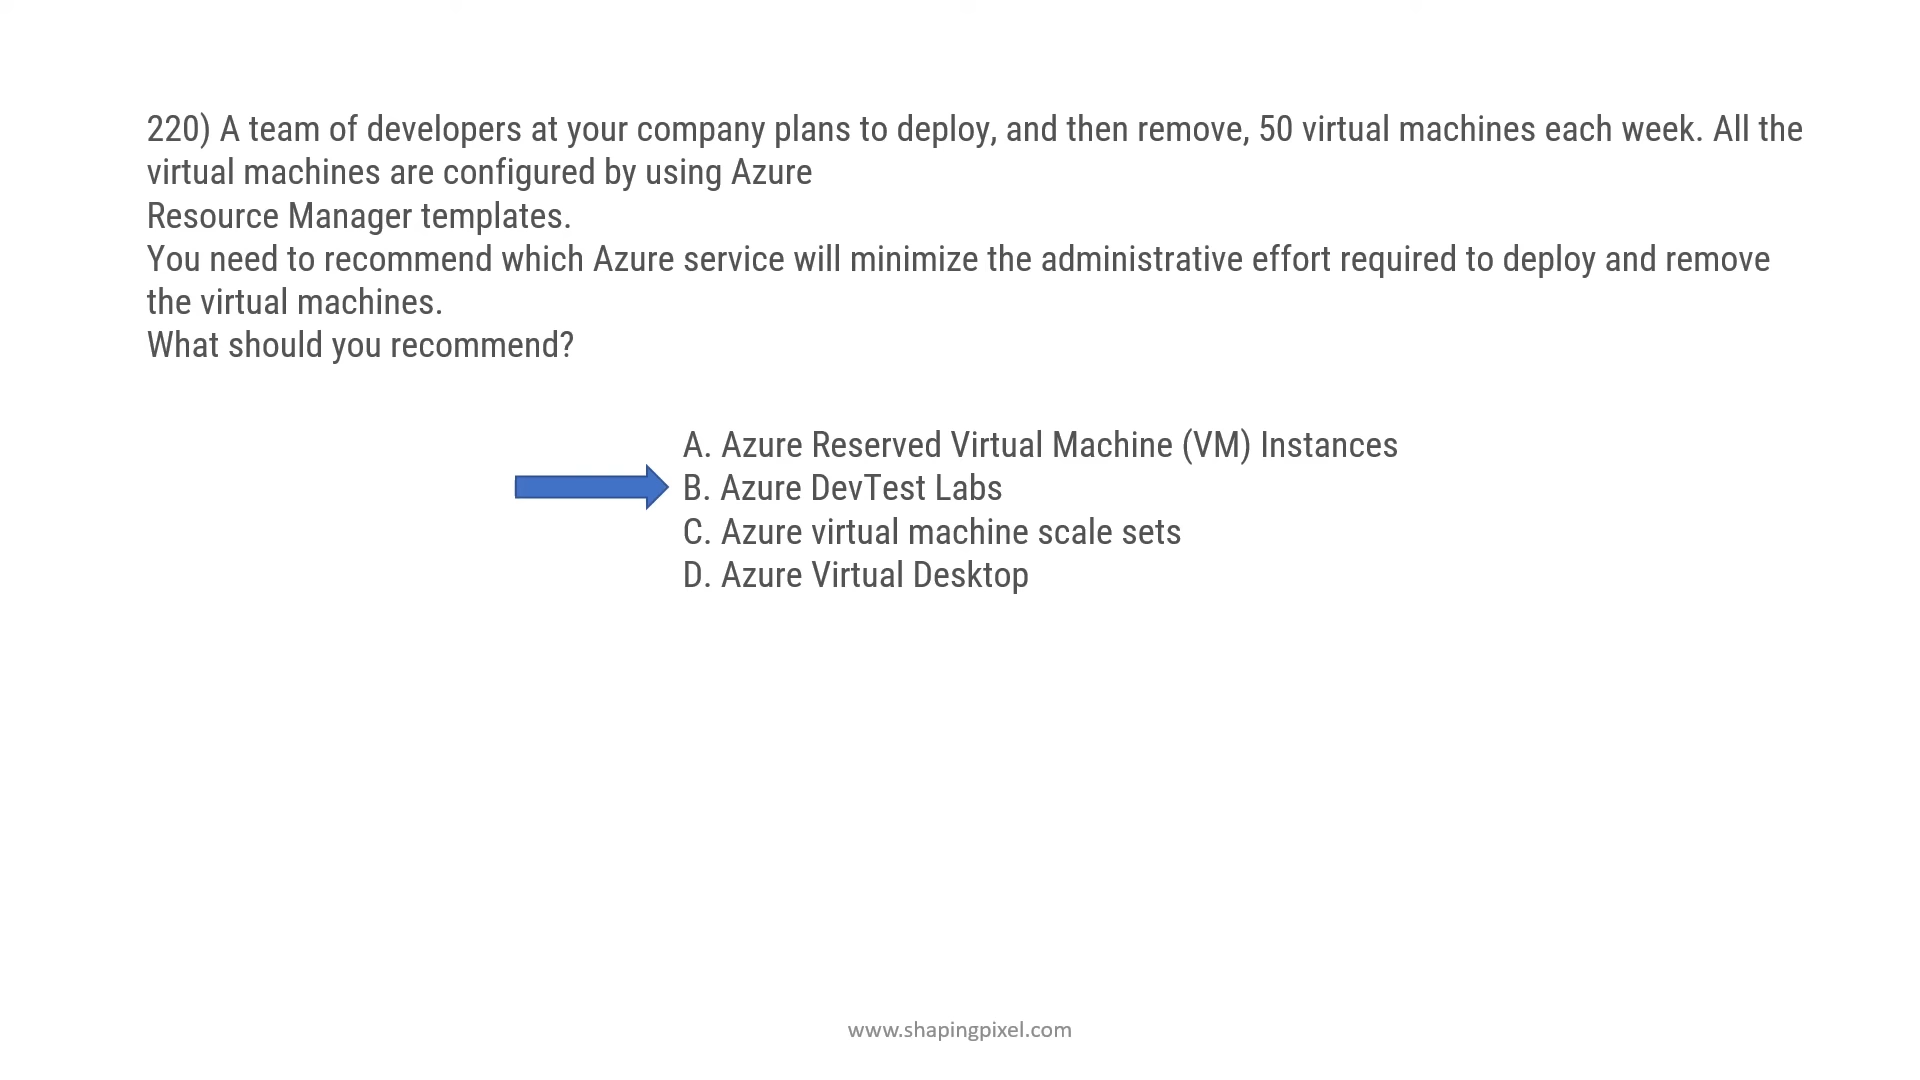 220) A team of developers at your company plans to deploy, and then remove, 50 virtual machines each week. All the
virtual machines are configured by using Azure
Resource Manager templates.
You need to recommend which Azure service will minimize the administrative effort required to deploy and remove
the virtual machines.
What should you recommend?
A. Azure Reserved Virtual Machine (VM) Instances
B. Azure DevTest Labs
C. Azure virtual machine scale sets
D. Azure Virtual Desktop
www.shapingpixel.com